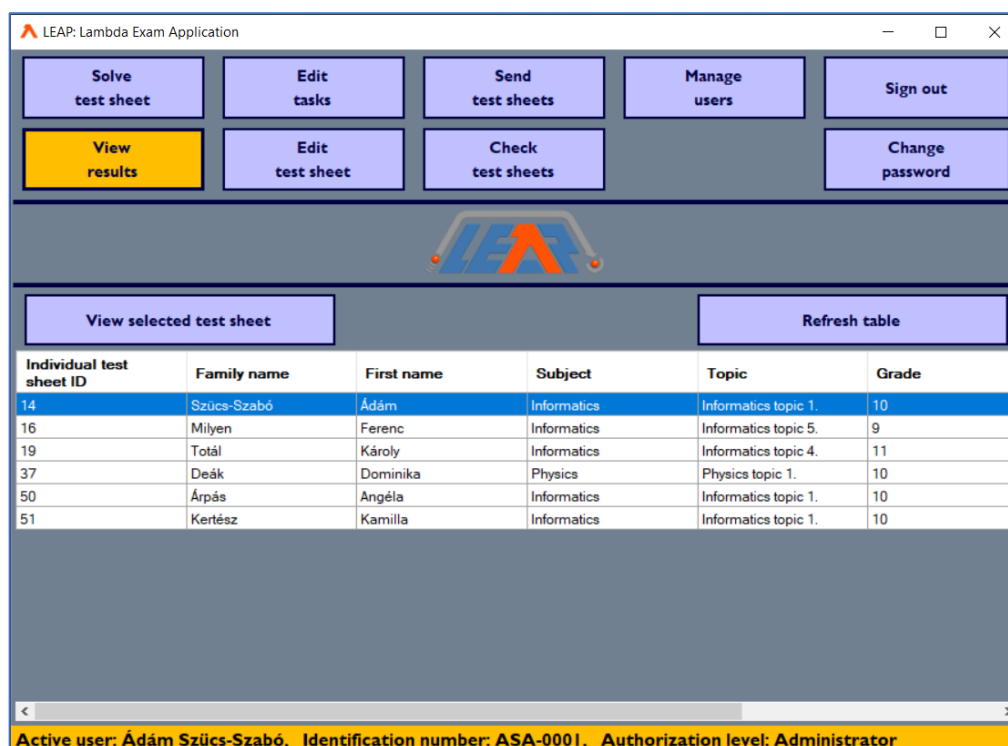 LEAP: Lambda Exam Application
Solve
test sheet
Edit
tasks
Send
test sheets
Manage
users
Sign out
View
results
Edit
test sheet
Check
test sheets
Change
password
LEAP
View selected test sheet
Refresh table
Individual test
sheet ID
Family name
First name
Subject
Topic
Grade
14 Szücs-Szabó Ádám Informatics Informatics topic 1. 10
16 Milyen Ferenc Informatics Informatics topic 5. 9
19 Totál Károly Informatics Informatics topic 4. 11
37 Deák Dominika Physics Physics topic 1. 10
50 Árpás Angéla Informatics Informatics topic 1. 10
51 Kertész Kamilla Informatics Informatics topic 1. 10
Active user: Ádám Szücs-Szabó, Identification number: ASA-0001, Authorization level: Administrator